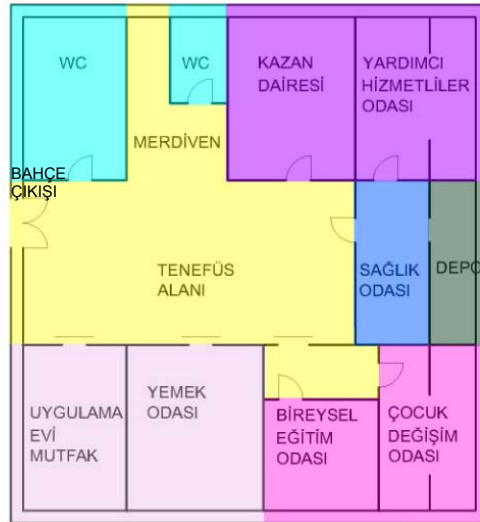 WC
WC
KAZAN
DAİRESİ
YARDIMCI
HİZMETLİLER
ODASI
MERDİVEN
BAHÇE
ÇIKIŞI
TENEFÜS
ALANI
SAĞLIK
ODASI
DEPO
UYGULAMA
EVİ
MUTFAK
YEMEK
ODASI
BİREYSEL
EĞİTİM
ODASI
ÇOCUK
DEĞİŞİM
ODASI